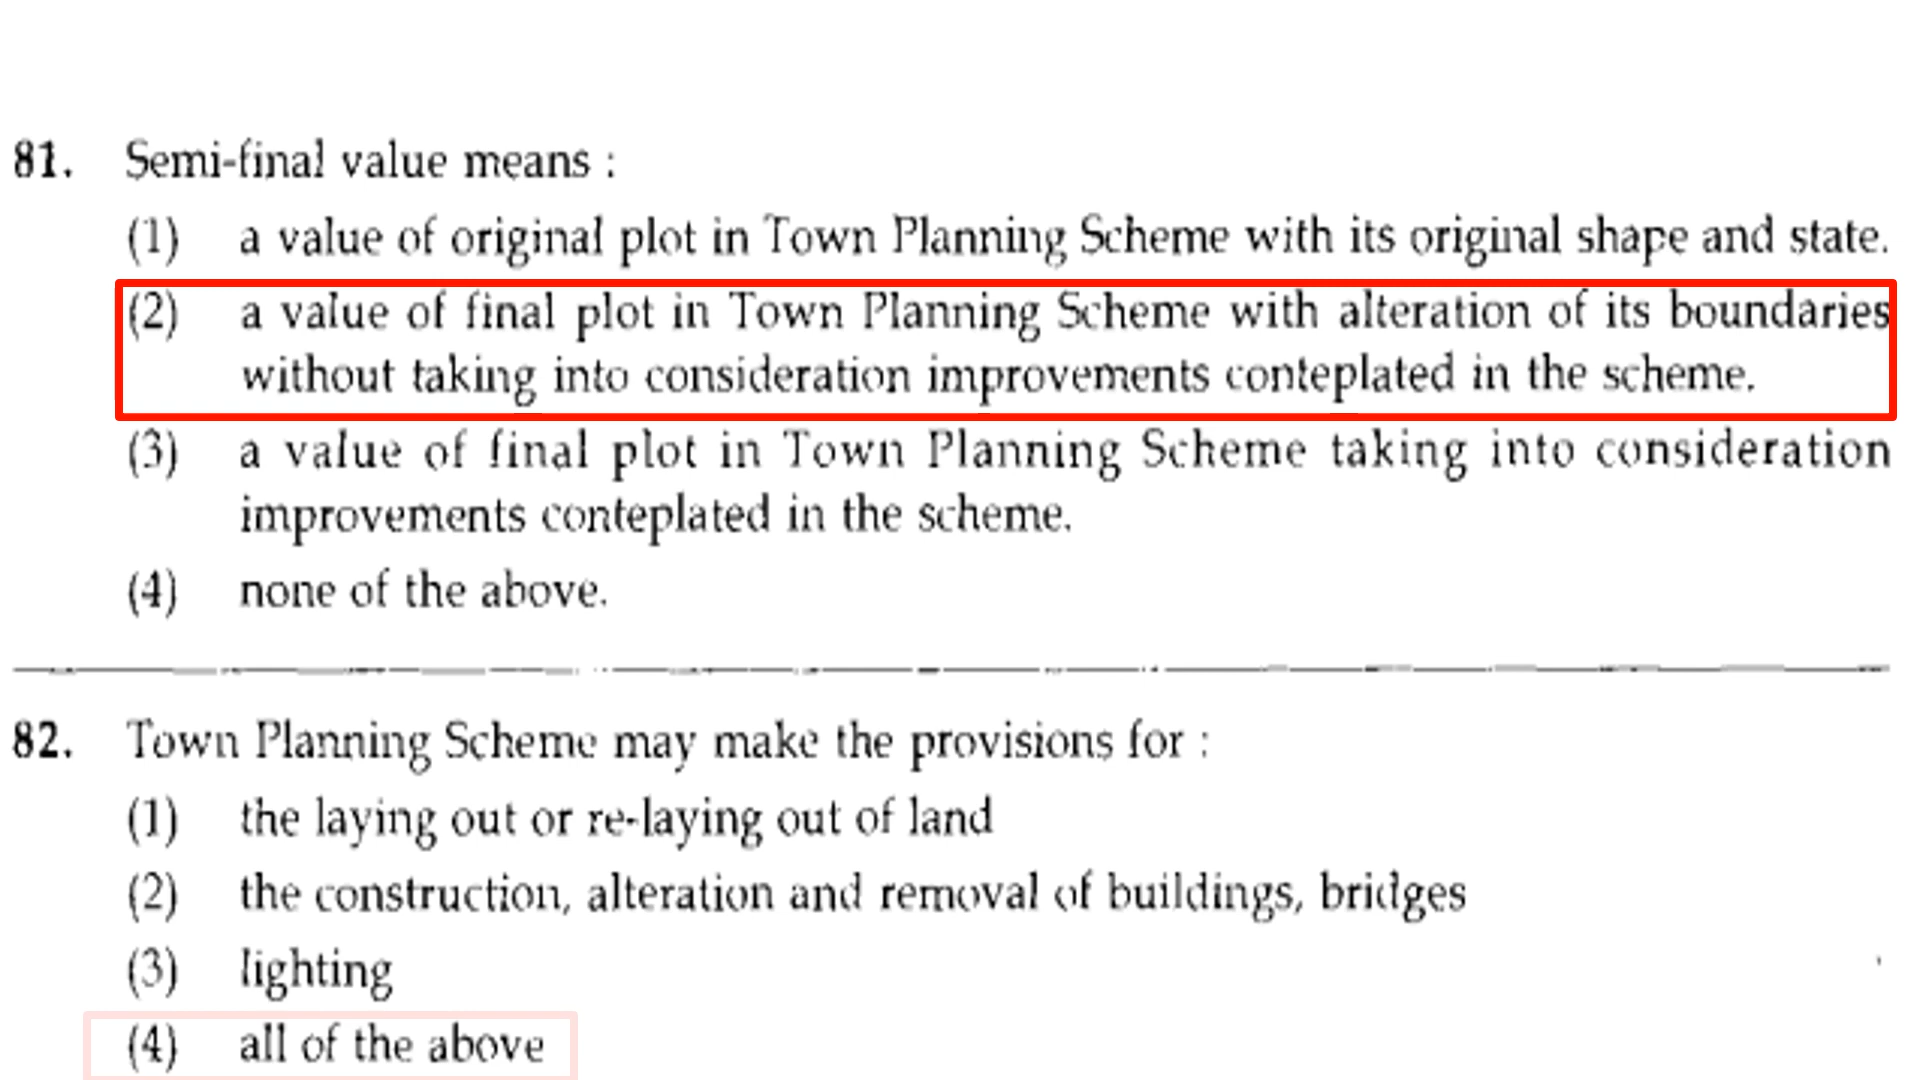 81. Semi-final value means :
(1) a value of original plot in Town Planning Scheme with its original shape and state.
(2) a value of final plot in Town Planning Scheme with alteration of its boundaries
without taking into consideration improvements conteplated in the scheme.
(3) a value of final plot in Town Planning Scheme taking into consideration
improvements conteplated in the scheme.
(4) none of the above.
82. Town Planning Scheme may make the provisions for :
(1) the laying out or re-laying out of land
(2) the construction, alteration and removal of buildings, bridges
(3) lighting
(4) all of the above